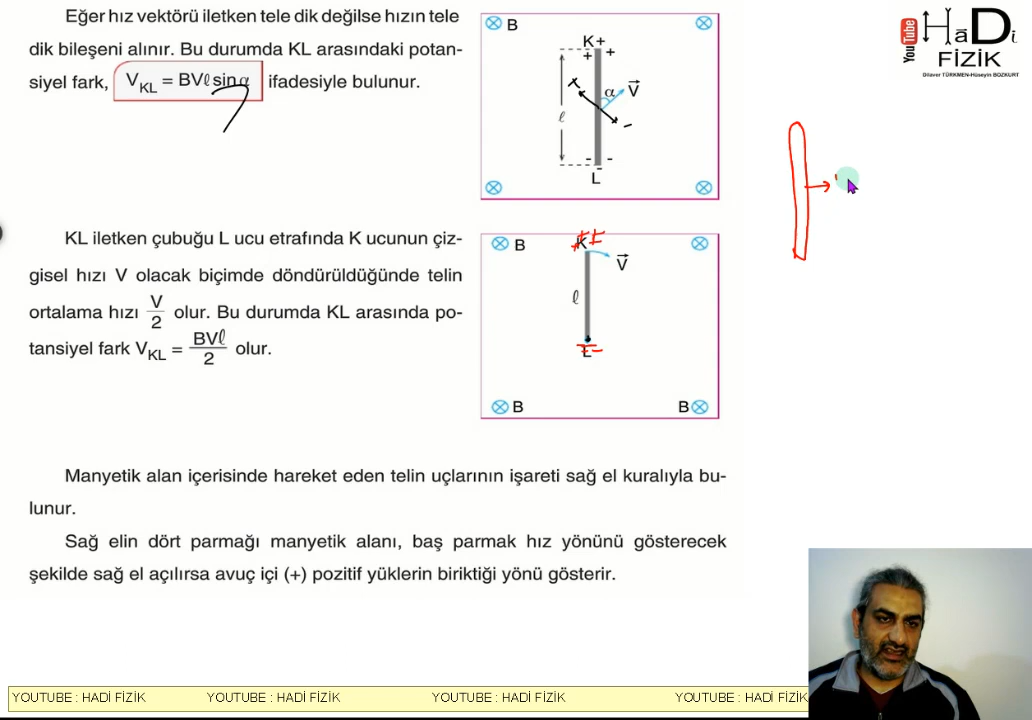 Eğer hız vektörü iletken tele dik değilse hızın tele
dik bileşeni alınır. Bu durumda KL arasındaki potan-
siyel fark, V_KL = BVℓ sinα ifadesiyle bulunur.
B
K+
+ +
ℓ
α V
-
- -
-
L
You Tube HaDi
FİZİK
Dilaver TÜRKMEN-Hüseyin BOZKURT
KL iletken çubuğu L ucu etrafında K ucunun çiz-
gisel hızı V olacak biçimde döndürüldüğünde telin
ortalama hızı V/2 olur. Bu durumda KL arasında po-
tansiyel fark V_KL = BVℓ/2 olur.
B
K
V
ℓ
L
B B
Manyetik alan içerisinde hareket eden telin uçlarının işareti sağ el kuralıyla bu-
lunur.
Sağ elin dört parmağı manyetik alanı, baş parmak hız yönünü gösterecek
şekilde sağ el açılırsa avuç içi (+) pozitif yüklerin biriktiği yönü gösterir.
YOUTUBE : HADİ FİZİK YOUTUBE : HADİ FİZİK YOUTUBE : HADİ FİZİK YOUTUBE : HADİ FİZİK